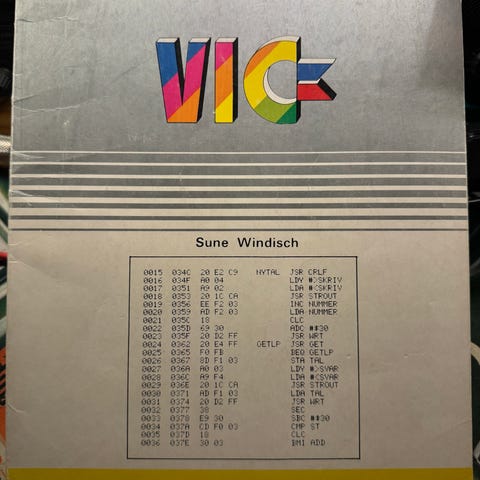 VIC
Sune Windisch
0015 034C 20 E2 C9 NYTAL JSR CRLF
0016 034F A0 04 LDY #>SKRIV
0017 0351 A9 02 LDA #<SKRIV
0018 0353 20 1C CA JSR STROUT
0019 0356 EE F2 03 INC NUMMER
0020 0359 AD F2 03 LDA NUMMER
0021 035C 18 CLC
0022 035D 69 30 ADC #$30
0023 035F 20 D2 FF JSR WRT
0024 0362 20 E4 FF GETLP JSR GET
0025 0365 F0 FB BEQ GETLP
0026 0367 8D F1 03 STA TAL
0027 036A A0 03 LDY #>SVAR
0028 036C A9 F4 LDA #<SVAR
0029 036E 20 1C CA JSR STROUT
0030 0371 AD F1 03 LDA TAL
0031 0374 20 D2 FF JSR WRT
0032 0377 38 SEC
0033 0378 E9 30 SBC #$30
0034 037A CD F0 03 CMP ST
0035 037D 18 CLC
0036 037E 30 03 BMI ADD